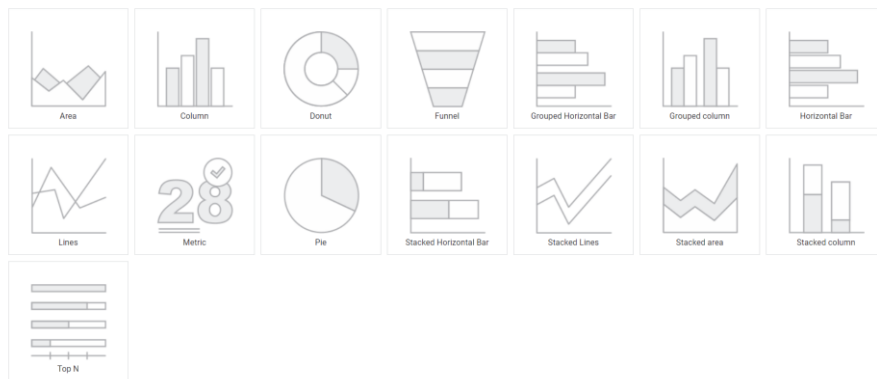 Area
Column
Donut
Funnel
Grouped Horizontal Bar
Grouped column
Horizontal Bar
Lines
28
Metric
Pie
Stacked Horizontal Bar
Stacked Lines
Stacked area
Stacked column
Top N